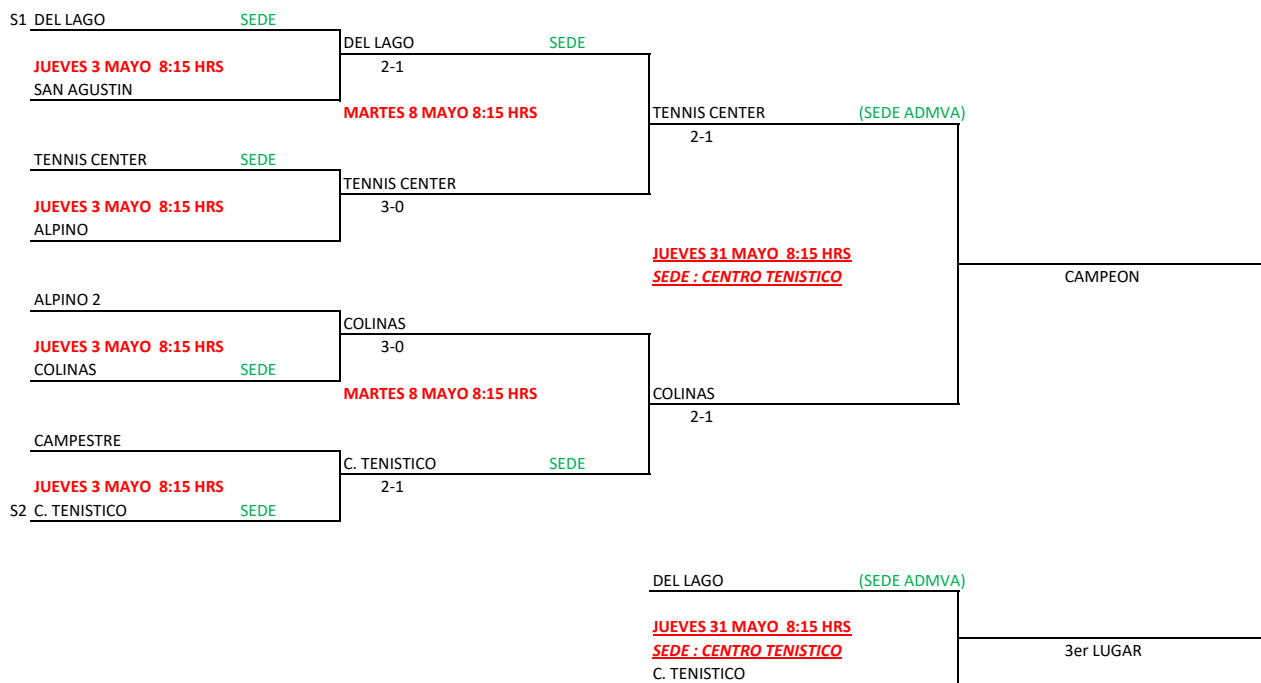 S1 DEL LAGO SEDE
JUEVES 3 MAYO 8:15 HRS
SAN AGUSTIN
TENNIS CENTER SEDE
JUEVES 3 MAYO 8:15 HRS
ALPINO
ALPINO 2
JUEVES 3 MAYO 8:15 HRS
COLINAS SEDE
CAMPESTRE
JUEVES 3 MAYO 8:15 HRS
S2 C. TENISTICO SEDE
DEL LAGO SEDE
2-1
MARTES 8 MAYO 8:15 HRS
TENNIS CENTER
3-0
COLINAS
3-0
MARTES 8 MAYO 8:15 HRS
C. TENISTICO SEDE
2-1
TENNIS CENTER (SEDE ADMVA)
2-1
JUEVES 31 MAYO 8:15 HRS
SEDE : CENTRO TENISTICO
COLINAS
2-1
CAMPEON
DEL LAGO (SEDE ADMVA)
JUEVES 31 MAYO 8:15 HRS
SEDE : CENTRO TENISTICO
C. TENISTICO
3er LUGAR